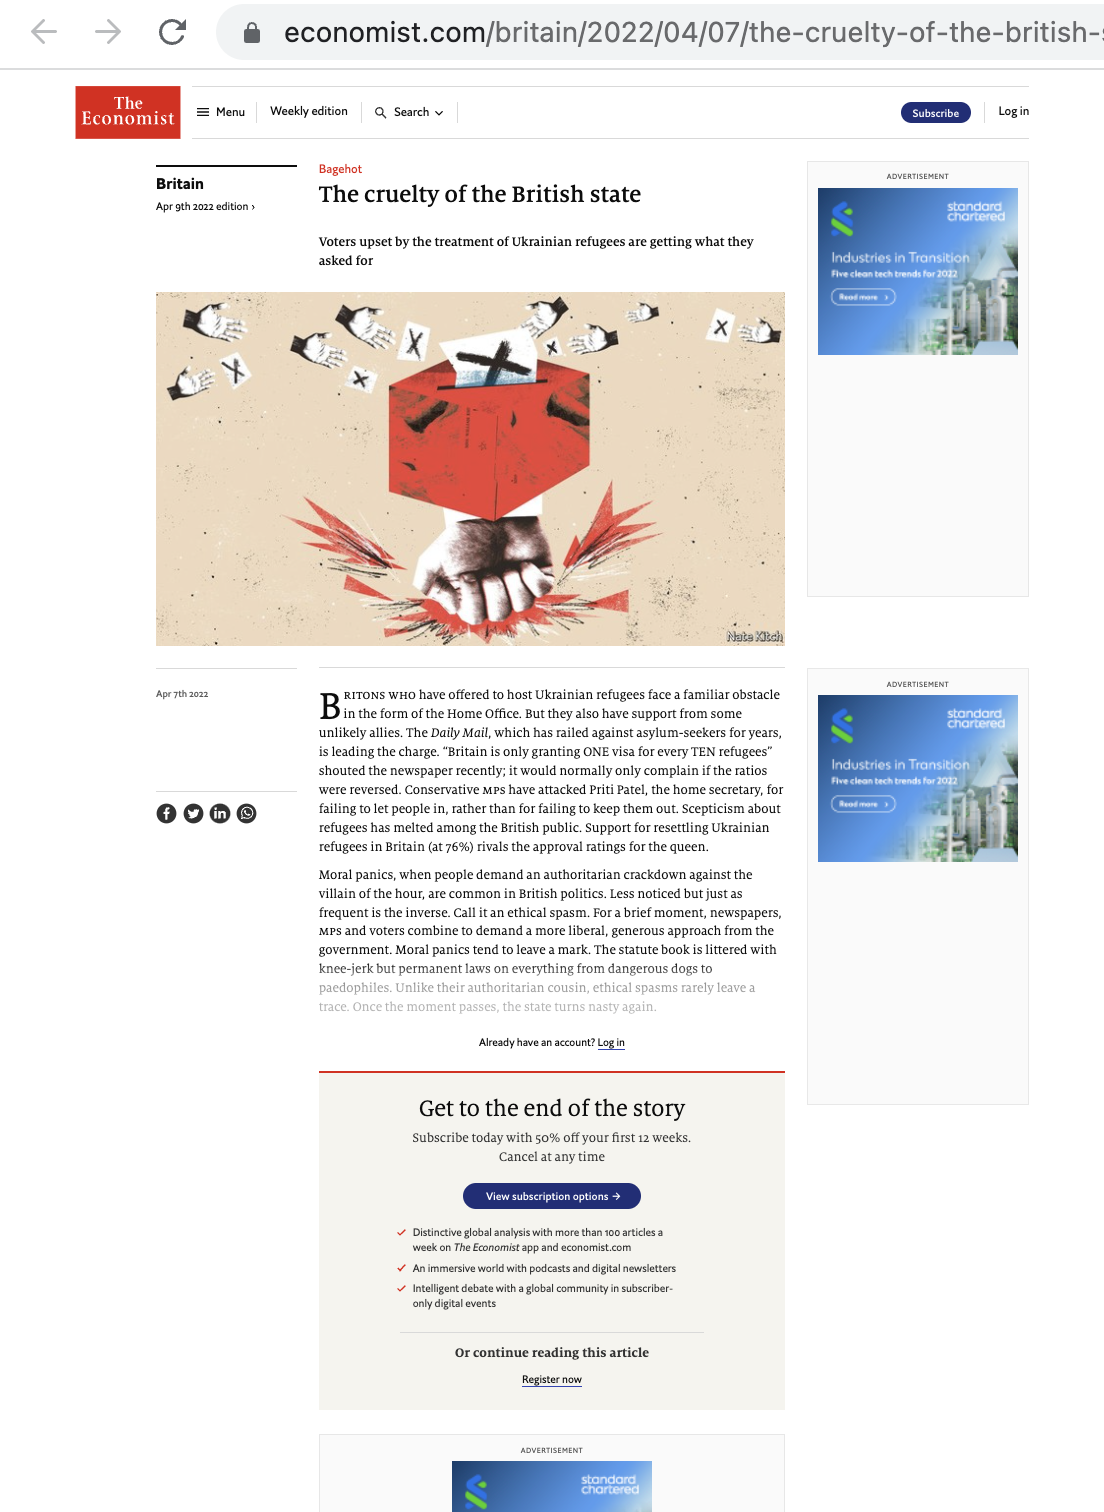 economist.com/britain/2022/04/07/the-cruelty-of-the-british-
The
Economist
Menu
Weekly edition
Search
Subscribe
Log in
Britain
Apr 9th 2022 edition ›
Bagehot
The cruelty of the British state
Voters upset by the treatment of Ukrainian refugees are getting what they
asked for
Nate Kitch
ADVERTISEMENT
standard
chartered
Industries in Transition
Five clean tech trends for 2022
Read more ›
Apr 7th 2022
BRITONS WHO have offered to host Ukrainian refugees face a familiar obstacle
in the form of the Home Office. But they also have support from some
unlikely allies. The Daily Mail, which has railed against asylum-seekers for years,
is leading the charge. “Britain is only granting ONE visa for every TEN refugees”
shouted the newspaper recently; it would normally only complain if the ratios
were reversed. Conservative MPs have attacked Priti Patel, the home secretary, for
failing to let people in, rather than for failing to keep them out. Scepticism about
refugees has melted among the British public. Support for resettling Ukrainian
refugees in Britain (at 76%) rivals the approval ratings for the queen.
Moral panics, when people demand an authoritarian crackdown against the
villain of the hour, are common in British politics. Less noticed but just as
frequent is the inverse. Call it an ethical spasm. For a brief moment, newspapers,
MPs and voters combine to demand a more liberal, generous approach from the
government. Moral panics tend to leave a mark. The statute book is littered with
knee-jerk but permanent laws on everything from dangerous dogs to
paedophiles. Unlike their authoritarian cousin, ethical spasms rarely leave a
trace. Once the moment passes, the state turns nasty again.
ADVERTISEMENT
standard
chartered
Industries in Transition
Five clean tech trends for 2022
Read more ›
Already have an account? Log in
Get to the end of the story
Subscribe today with 50% off your first 12 weeks.
Cancel at any time
View subscription options →
Distinctive global analysis with more than 100 articles a
week on The Economist app and economist.com
An immersive world with podcasts and digital newsletters
Intelligent debate with a global community in subscriber-
only digital events
Or continue reading this article
Register now
ADVERTISEMENT
standard
chartered